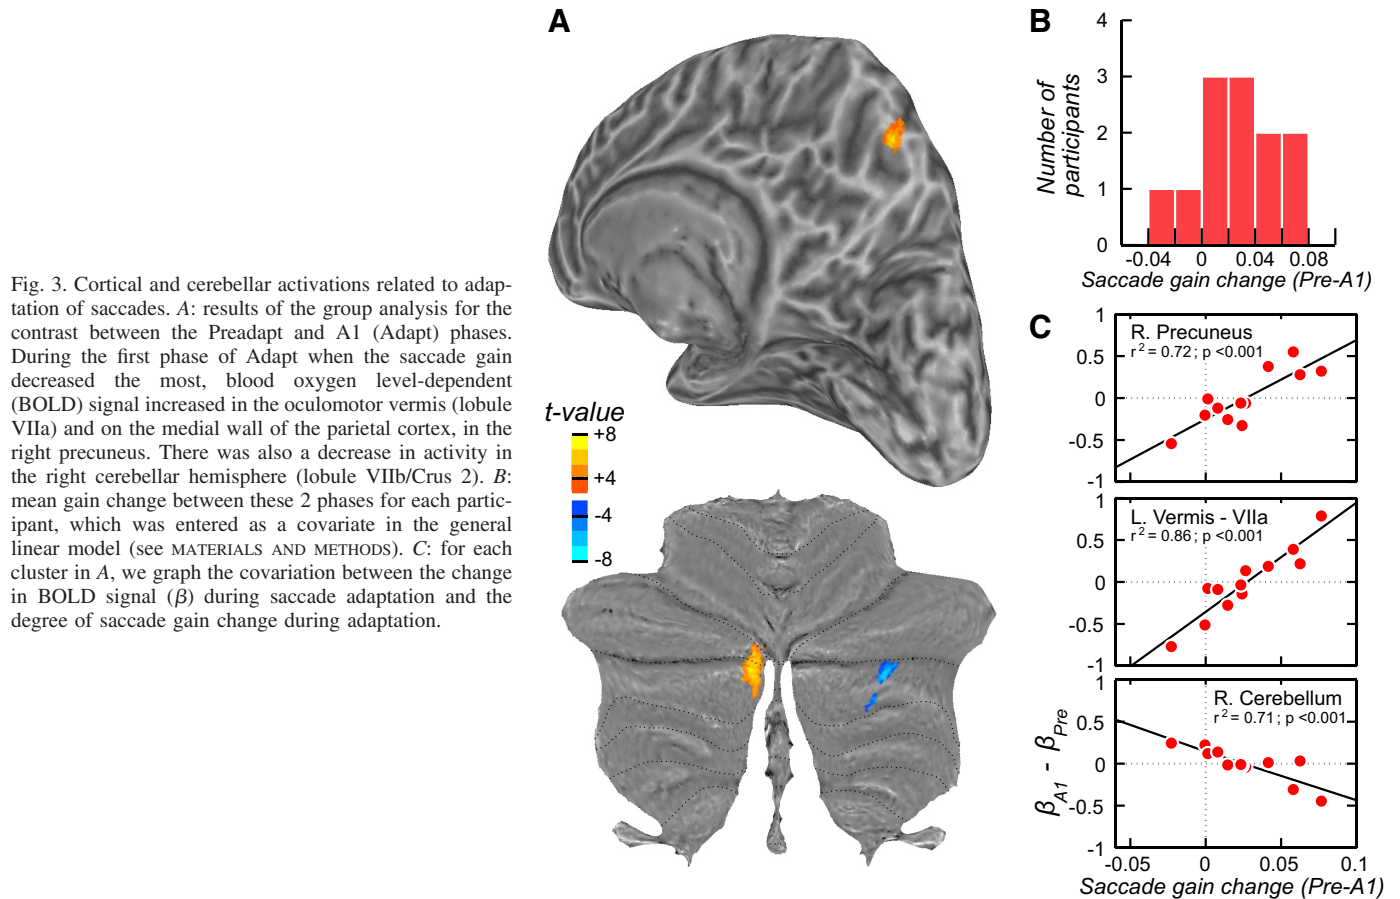 Fig. 3. Cortical and cerebellar activations related to adap-
tation of saccades. A: results of the group analysis for the
contrast between the Preadapt and A1 (Adapt) phases.
During the first phase of Adapt when the saccade gain
decreased the most, blood oxygen level-dependent
(BOLD) signal increased in the oculomotor vermis (lobule
VIIa) and on the medial wall of the parietal cortex, in the
right precuneus. There was also a decrease in activity in
the right cerebellar hemisphere (lobule VIIb/Crus 2). B:
mean gain change between these 2 phases for each partic-
ipant, which was entered as a covariate in the general
linear model (see MATERIALS AND METHODS). C: for each
cluster in A, we graph the covariation between the change
in BOLD signal (β) during saccade adaptation and the
degree of saccade gain change during adaptation.
A
t-value
+8
+4
-4
-8
B
Number of
participants
4
3
2
1
0
-0.04 0 0.04 0.08
Saccade gain change (Pre-A1)
C
1
R. Precuneus
r² = 0.72 ; p <0.001
0.5
0
-0.5
-1
1
L. Vermis - VIIa
r² = 0.86 ; p <0.001
0.5
0
-0.5
-1
1
R. Cerebellum
r² = 0.71 ; p <0.001
0.5
0
-0.5
-1
βA1 - βPre
-0.05 0 0.05 0.1
Saccade gain change (Pre-A1)